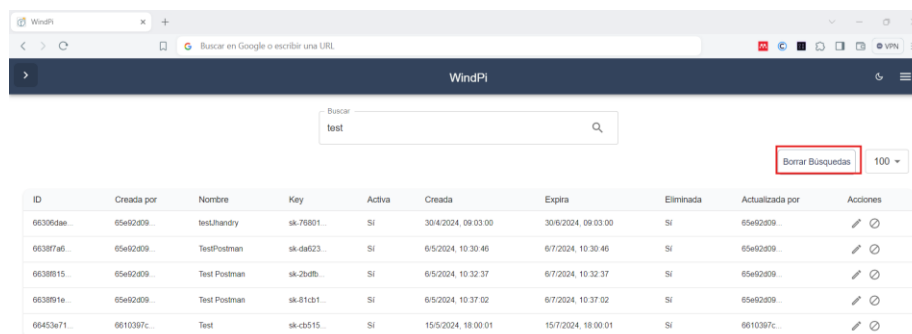 WindPi
Buscar en Google o escribir una URL
VPN
WindPi
Buscar
test
Borrar Búsquedas 100
ID Creada por Nombre Key Activa Creada Expira Eliminada Actualizada por Acciones
66306dae... 65e92d09... testJhandry sk-76801... Sí 30/4/2024, 09:03:00 30/6/2024, 09:03:00 Sí 65e92d09...
6638f7a6... 65e92d09... TestPostman sk-da623... Sí 6/5/2024, 10:30:46 6/7/2024, 10:30:46 Sí 65e92d09...
6638f815... 65e92d09... Test Postman sk-2bdfb... Sí 6/5/2024, 10:32:37 6/7/2024, 10:32:37 Sí 65e92d09...
6638f91e... 65e92d09... Test Postman sk-81cb1... Sí 6/5/2024, 10:37:02 6/7/2024, 10:37:02 Sí 65e92d09...
66453e71... 6610397c... Test sk-cb515... Sí 15/5/2024, 18:00:01 15/7/2024, 18:00:01 Sí 6610397c...